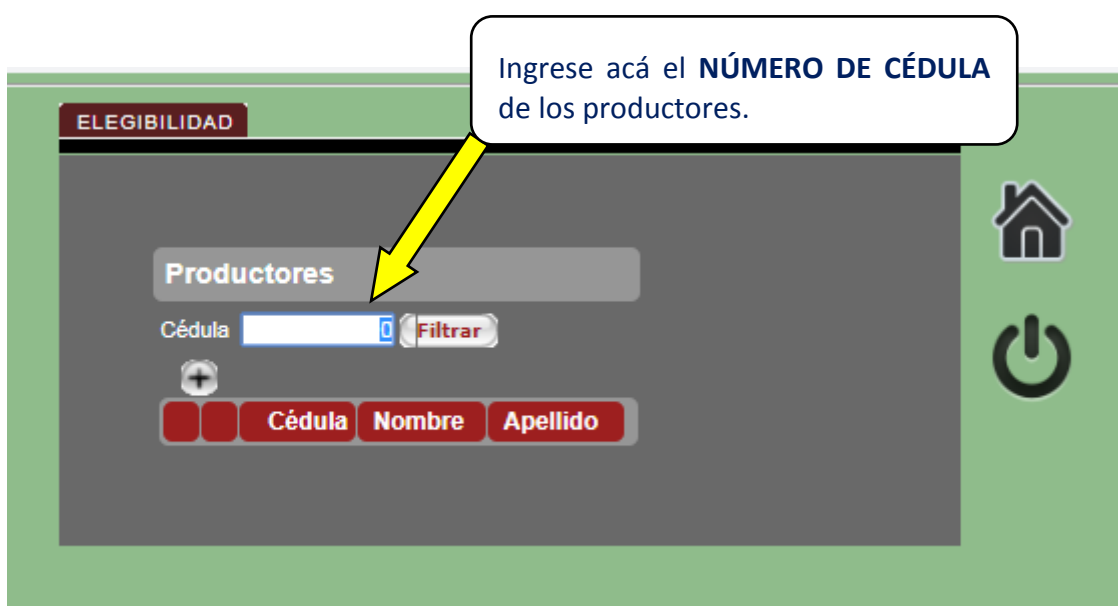 Ingrese acá el NÚMERO DE CÉDULA
de los productores.
ELEGIBILIDAD
Productores
Cédula 0 Filtrar
+
Cédula Nombre Apellido